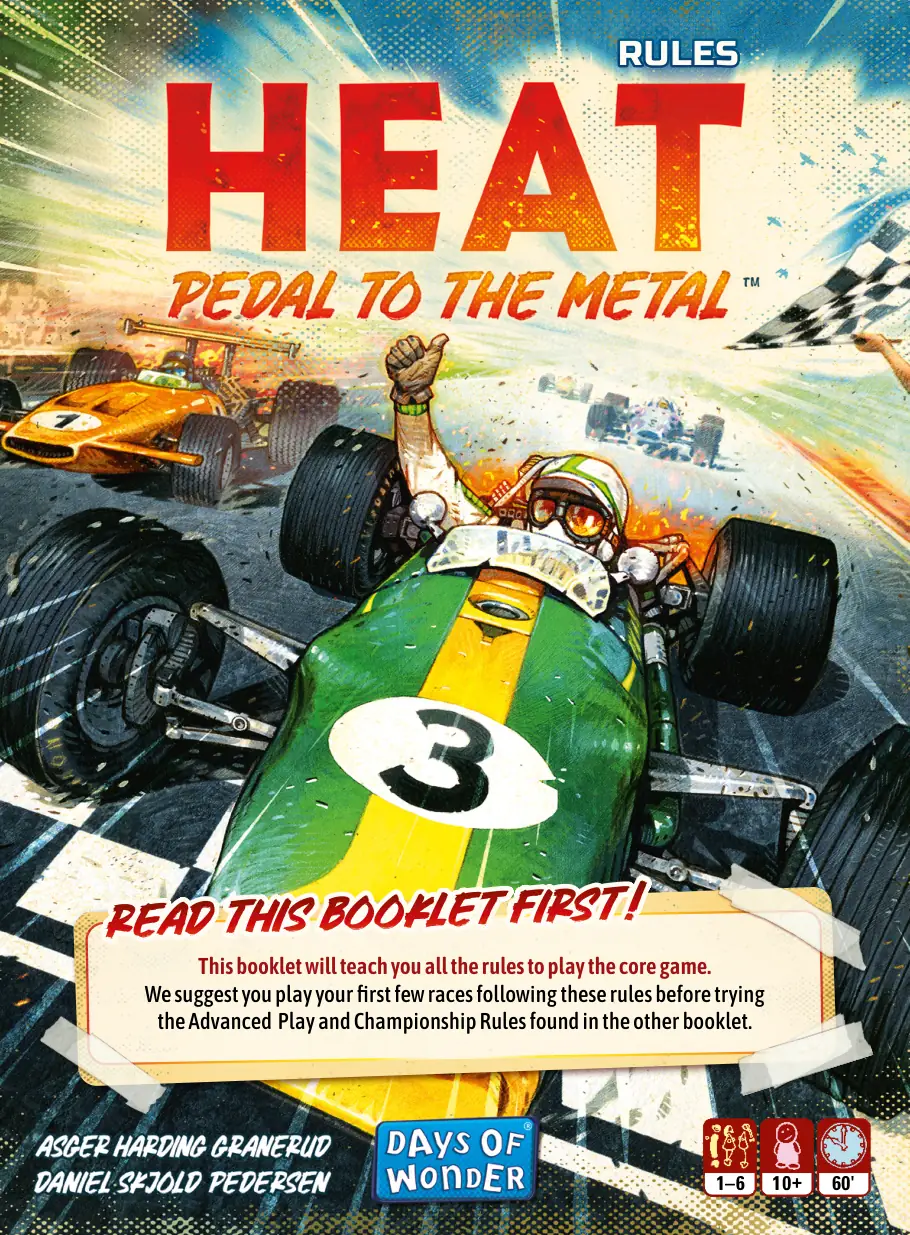 RULES
HEAT
PEDAL TO THE METAL™
1
3
READ THIS BOOKLET FIRST!
This booklet will teach you all the rules to play the core game.
We suggest you play your first few races following these rules before trying
the Advanced Play and Championship Rules found in the other booklet.
ASGER HARDING GRANERUD
DANIEL SKJOLD PEDERSEN
DAYS OF
WONDER®
1–6 10+ 60'